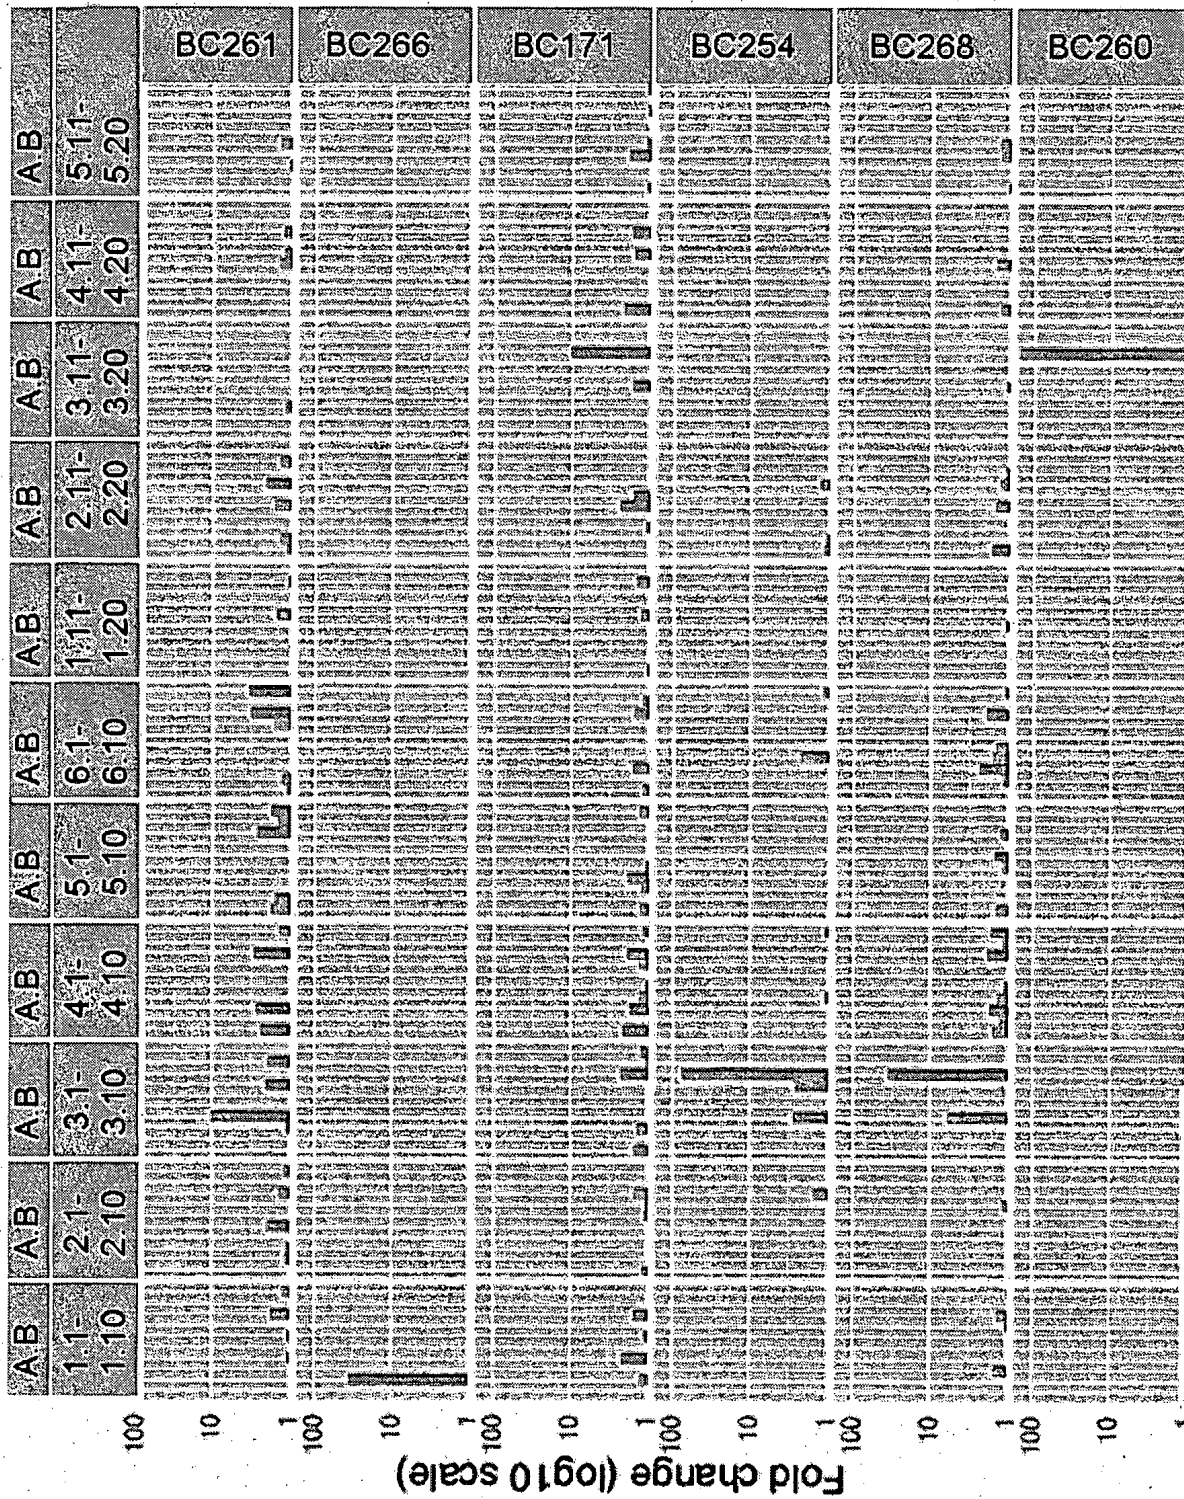 A.B
1.1-
1.10
A.B
2.1-
2.10
A.B
3.1-
3.10
A.B
4.1-
4.10
A.B
5.1-
5.10
A.B
6.1-
6.10
A.B
1.11-
1.20
A.B
2.11-
2.20
A.B
3.11-
3.20
A.B
4.11-
4.20
A.B
5.11-
5.20
Fold change (log10 scale)
100
10
1
BC261
100
10
1
BC266
100
10
1
BC171
100
10
1
BC254
100
10
1
BC268
100
10
1
BC260